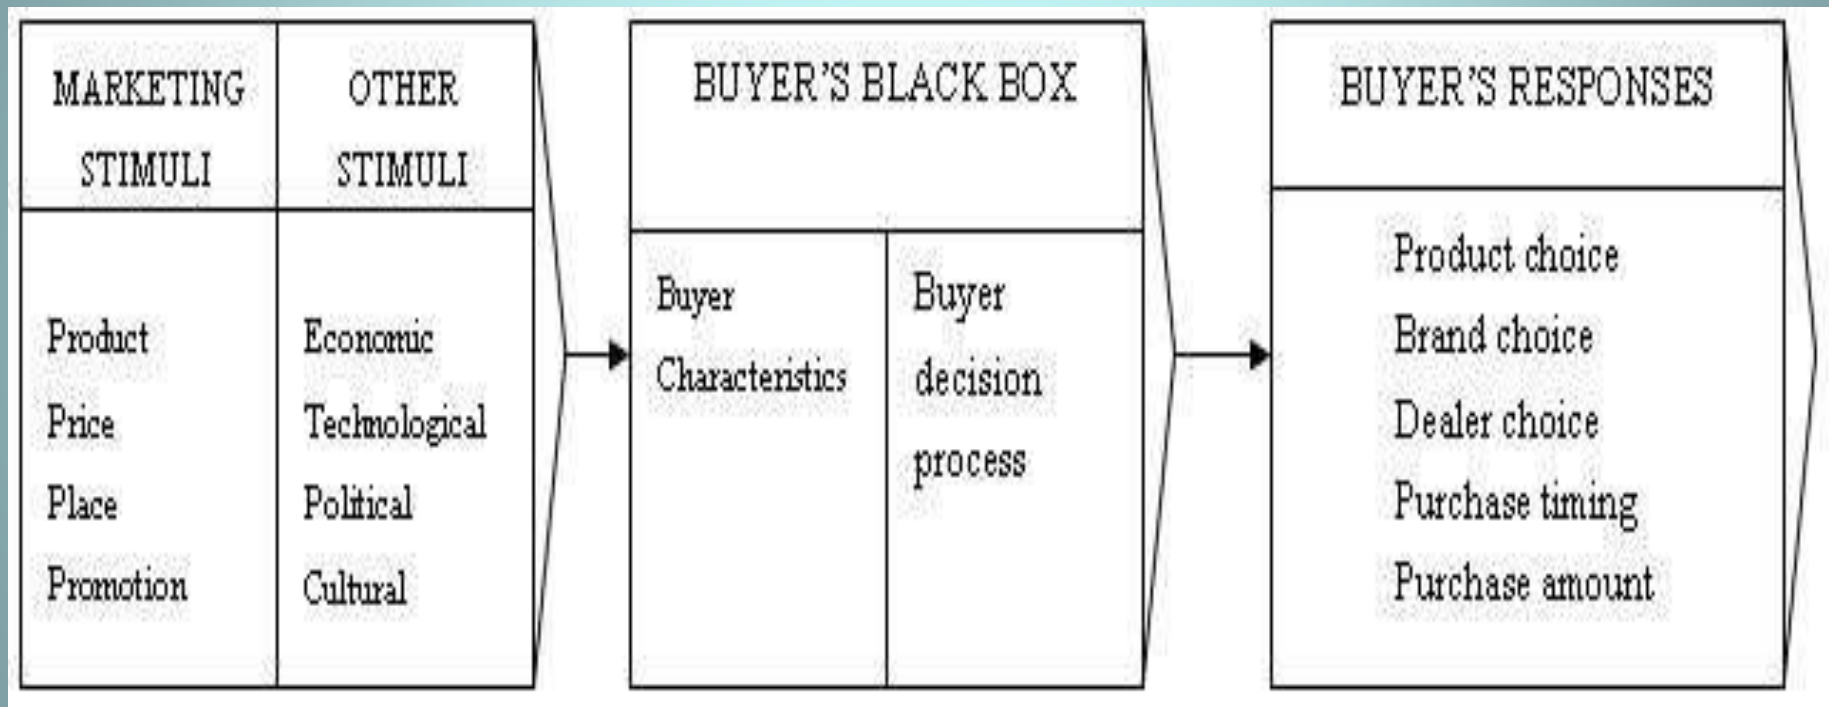 MARKETING
STIMULI
OTHER
STIMULI
Product
Price
Place
Promotion
Economic
Technological
Political
Cultural
BUYER'S BLACK BOX
Buyer
Characteristics
Buyer
decision
process
BUYER'S RESPONSES
Product choice
Brand choice
Dealer choice
Purchase timing
Purchase amount